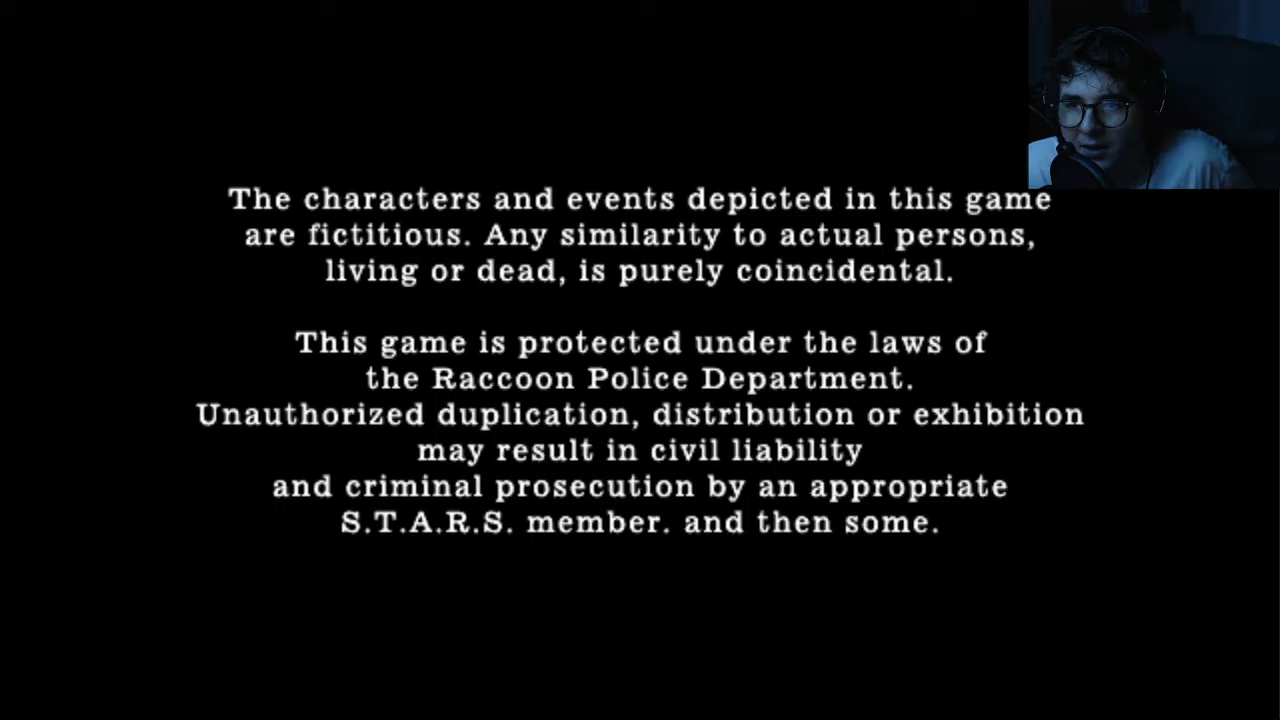 The characters and events depicted in this game
are fictitious. Any similarity to actual persons,
living or dead, is purely coincidental.
This game is protected under the laws of
the Raccoon Police Department.
Unauthorized duplication, distribution or exhibition
may result in civil liability
and criminal prosecution by an appropriate
S.T.A.R.S. member. and then some.